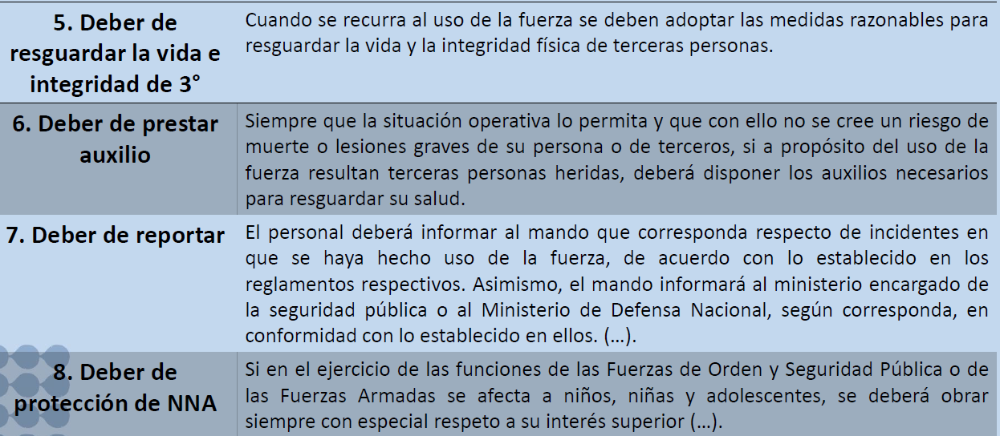 5. Deber de
resguardar la vida e
integridad de 3°
Cuando se recurra al uso de la fuerza se deben adoptar las medidas razonables para
resguardar la vida y la integridad física de terceras personas.
6. Deber de prestar
auxilio
Siempre que la situación operativa lo permita y que con ello no se cree un riesgo de
muerte o lesiones graves de su persona o de terceros, si a propósito del uso de la
fuerza resultan terceras personas heridas, deberá disponer los auxilios necesarios
para resguardar su salud.
7. Deber de reportar
El personal deberá informar al mando que corresponda respecto de incidentes en
que se haya hecho uso de la fuerza, de acuerdo con lo establecido en los
reglamentos respectivos. Asimismo, el mando informará al ministerio encargado de
la seguridad pública o al Ministerio de Defensa Nacional, según corresponda, en
conformidad con lo establecido en ellos. (…).
8. Deber de
protección de NNA
Si en el ejercicio de las funciones de las Fuerzas de Orden y Seguridad Pública o de
las Fuerzas Armadas se afecta a niños, niñas y adolescentes, se deberá obrar
siempre con especial respeto a su interés superior (…).